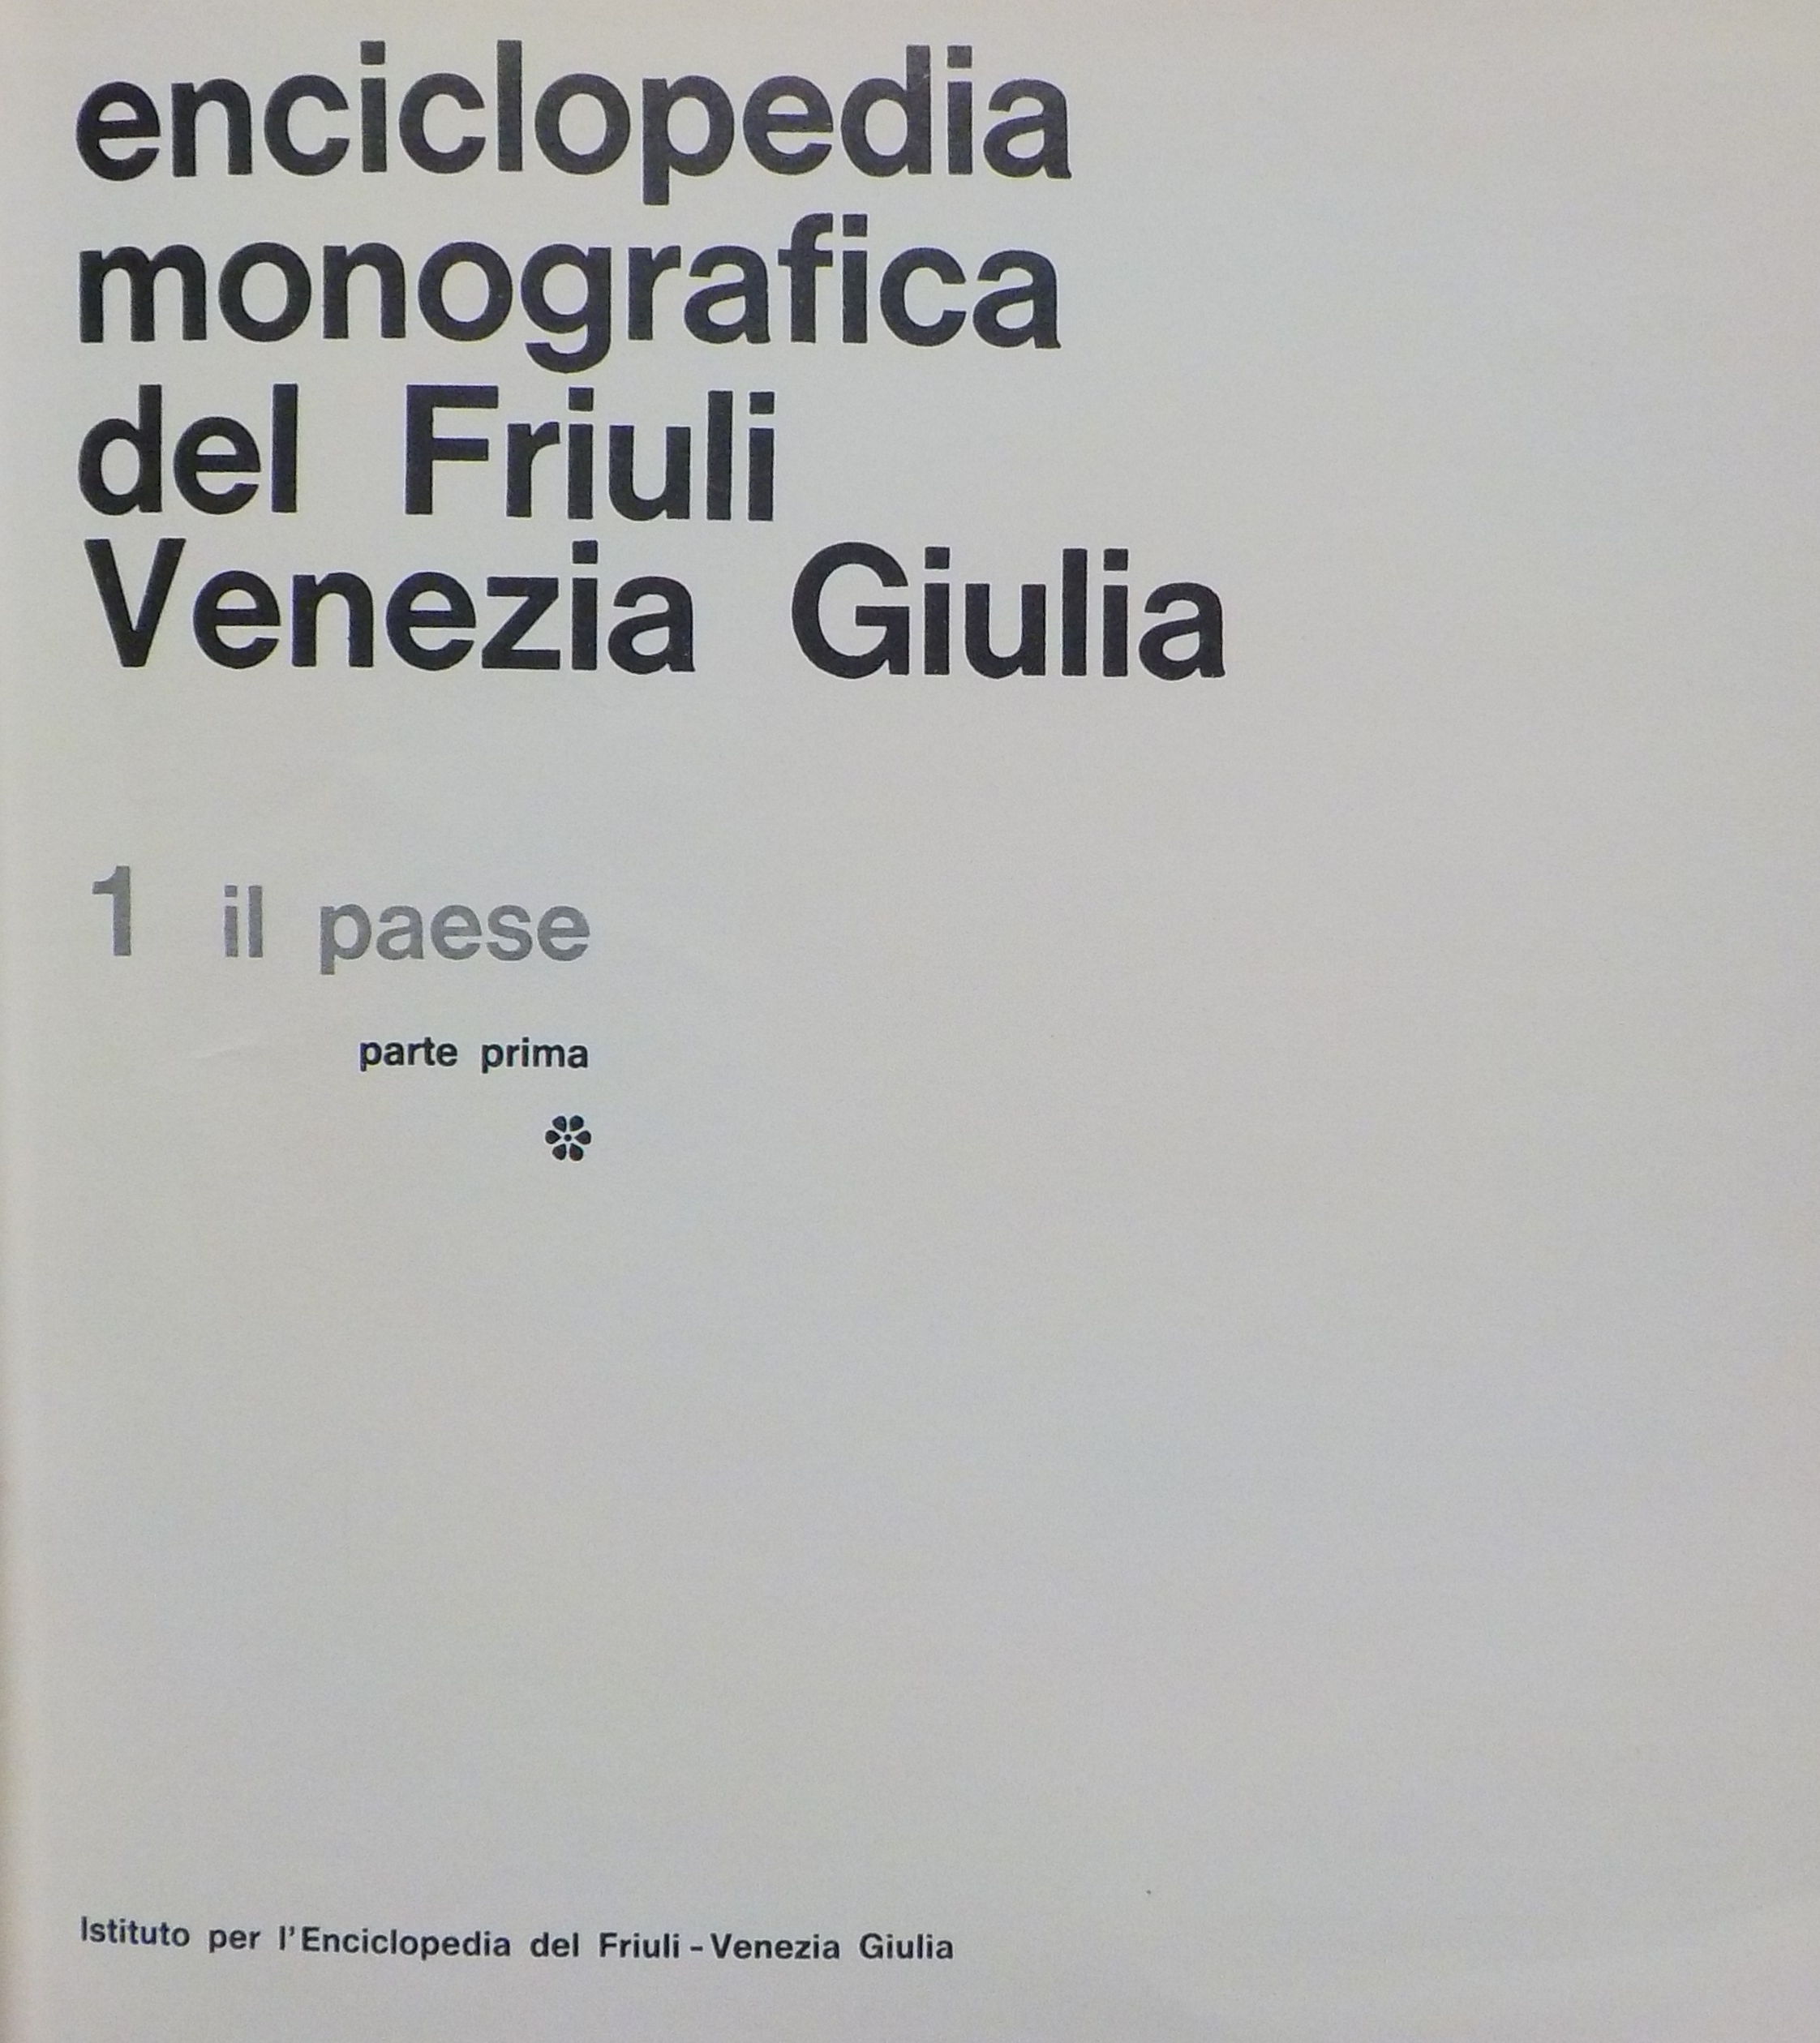 enciclopedia
monografica
del Friuli
Venezia Giulia
1 il paese
parte prima
Istituto per l'Enciclopedia del Friuli - Venezia Giulia